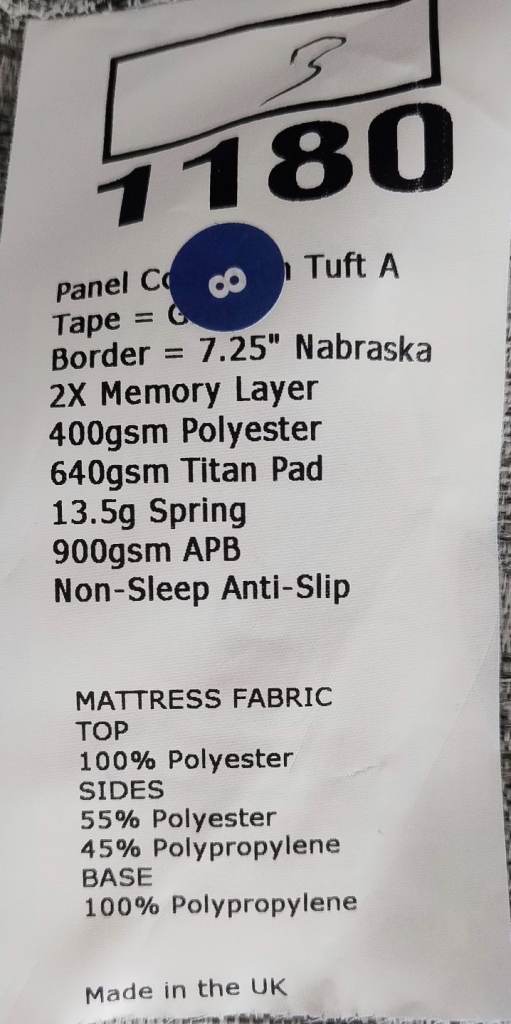 3
1180
8
Panel Tuft A
Tape =
Border = 7.25" Nabraska
2X Memory Layer
400gsm Polyester
640gsm Titan Pad
13.5g Spring
900gsm APB
Non-Sleep Anti-Slip
MATTRESS FABRIC
TOP
100% Polyester
SIDES
55% Polyester
45% Polypropylene
BASE
100% Polypropylene
Made in the UK